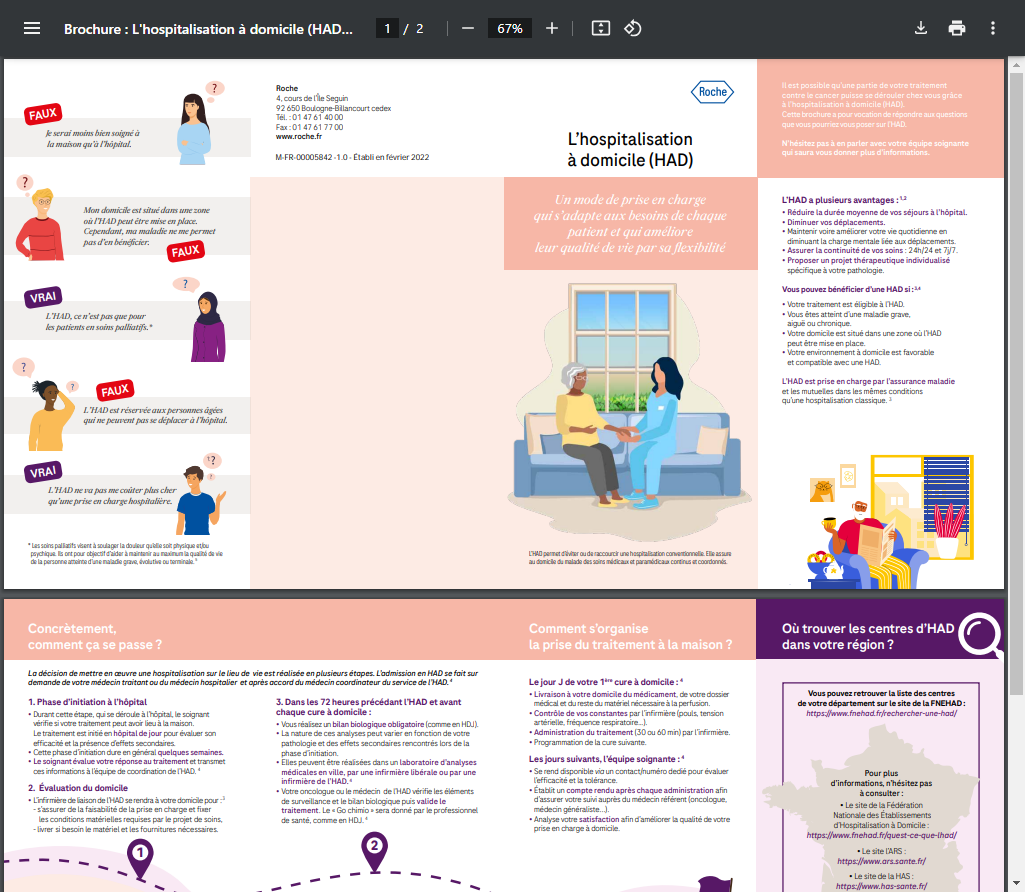 Brochure : L'hospitalisation à domicile (HAD...
1 / 2
67%
FAUX
Je serai moins bien soigné à
la maison qu'à l'hôpital.
?
?
Mon domicile est situé dans une zone
où l'HAD peut être mise en place.
Cependant, ma maladie ne me permet
pas d'en bénéficier.
FAUX
VRAI
?
L'HAD, ce n'est pas que pour
les patients en soins palliatifs.*
?
?
FAUX
L'HAD est réservée aux personnes âgées
qui ne peuvent pas se déplacer à l'hôpital.
VRAI
?
?
L'HAD ne va pas me coûter plus cher
qu'une prise en charge hospitalière.
* Les soins palliatifs visent à soulager la douleur qu'elle soit physique et/ou
psychique. Ils ont pour objectif d'aider à maintenir au maximum la qualité de vie
de la personne atteinte d'une maladie grave, évolutive ou terminale.
Roche
4, cours de l'Île Seguin
92 650 Boulogne-Billancourt cedex
Tél. : 01 47 61 40 00
Fax : 01 47 61 77 00
www.roche.fr
M-FR-00005842 -1.0 - Établi en février 2022
Roche
L'hospitalisation
à domicile (HAD)
Un mode de prise en charge
qui s'adapte aux besoins de chaque
patient et qui améliore
leur qualité de vie par sa flexibilité
L'HAD permet d'éviter ou de raccourcir une hospitalisation conventionnelle. Elle assure
au domicile du malade des soins médicaux et paramédicaux continus et coordonnés.
Il est possible qu'une partie de votre traitement
contre le cancer puisse se dérouler chez vous grâce
à l'hospitalisation à domicile (HAD).
Cette brochure a pour vocation de répondre aux questions
que vous pourriez vous poser sur l'HAD.
N'hésitez pas à en parler avec votre équipe soignante
qui saura vous donner plus d'informations.
L'HAD a plusieurs avantages : 1,2
• Réduire la durée moyenne de vos séjours à l'hôpital.
• Diminuer vos déplacements.
• Maintenir voire améliorer votre vie quotidienne en
diminuant la charge mentale liée aux déplacements.
• Assurer la continuité de vos soins : 24h/24 et 7j/7.
• Proposer un projet thérapeutique individualisé
spécifique à votre pathologie.
Vous pouvez bénéficier d'une HAD si : 3,4
• Votre traitement est éligible à l'HAD.
• Vous êtes atteint d'une maladie grave,
aiguë ou chronique.
• Votre domicile est situé dans une zone où l'HAD
peut être mise en place.
• Votre environnement à domicile est favorable
et compatible avec une HAD.
L'HAD est prise en charge par l'assurance maladie
et les mutuelles dans les mêmes conditions
qu'une hospitalisation classique. 3
Concrètement,
comment ça se passe ?
La décision de mettre en œuvre une hospitalisation sur le lieu de vie est réalisée en plusieurs étapes. L'admission en HAD se fait sur
demande de votre médecin traitant ou du médecin hospitalier et après accord du médecin coordinateur du service de l'HAD. 4
1. Phase d'initiation à l'hôpital
• Durant cette étape, qui se déroule à l'hôpital, le soignant
vérifie si votre traitement peut avoir lieu à la maison.
Le traitement est initié en hôpital de jour pour évaluer son
efficacité et la présence d'effets secondaires.
• Cette phase d'initiation dure en général quelques semaines.
• Le soignant évalue votre réponse au traitement et transmet
ces informations à l'équipe de coordination de l'HAD. 4
2. Évaluation du domicile
• L'infirmière de liaison de l'HAD se rendra à votre domicile pour : 3
- s'assurer de la faisabilité de la prise en charge et fixer
les conditions matérielles requises par le projet de soins,
- livrer si besoin le matériel et les fournitures nécessaires.
3. Dans les 72 heures précédant l'HAD et avant
chaque cure à domicile :
• Vous réalisez un bilan biologique obligatoire (comme en HDJ).
• La nature de ces analyses peut varier en fonction de votre
pathologie et des effets secondaires rencontrés lors de la
phase d'initiation.
• Elles peuvent être réalisées dans un laboratoire d'analyses
médicales en ville, par une infirmière libérale ou par une
infirmière de l'HAD. 4
• Votre oncologue ou le médecin de l'HAD vérifie les éléments
de surveillance et le bilan biologique puis valide le
traitement. Le « Go chimio » sera donné par le professionnel
de santé, comme en HDJ. 6
1
2
Comment s'organise
la prise du traitement à la maison ?
Le jour J de votre 1ère cure à domicile : 4
• Livraison à votre domicile du médicament, de votre dossier
médical et du reste du matériel nécessaire à la perfusion.
• Contrôle de vos constantes par l'infirmière (pouls, tension
artérielle, fréquence respiratoire...).
• Administration du traitement (30 ou 60 min) par l'infirmière.
• Programmation de la cure suivante.
Les jours suivants, l'équipe soignante : 4
• Se rend disponible via un contact/numéro dédié pour évaluer
l'efficacité et la tolérance.
• Établit un compte rendu après chaque administration afin
d'assurer votre suivi auprès du médecin référent (oncologue,
médecin généraliste...).
• Analyse votre satisfaction afin d'améliorer la qualité de votre
prise en charge à domicile.
Où trouver les centres d'HAD
dans votre région ?
Vous pouvez retrouver la liste des centres
de votre département sur le site de la FNEHAD :
https://www.fnehad.fr/rechercher-une-had/
Pour plus
d'informations, n'hésitez pas
à consulter :
• Le site de la Fédération
Nationale des Établissements
d'Hospitalisation à Domicile :
https://www.fnehad.fr/quest-ce-que-lhad/
• Le site l'ARS :
https://www.ars.sante.fr/
• Le site de la HAS :
https://www.has-sante.fr/